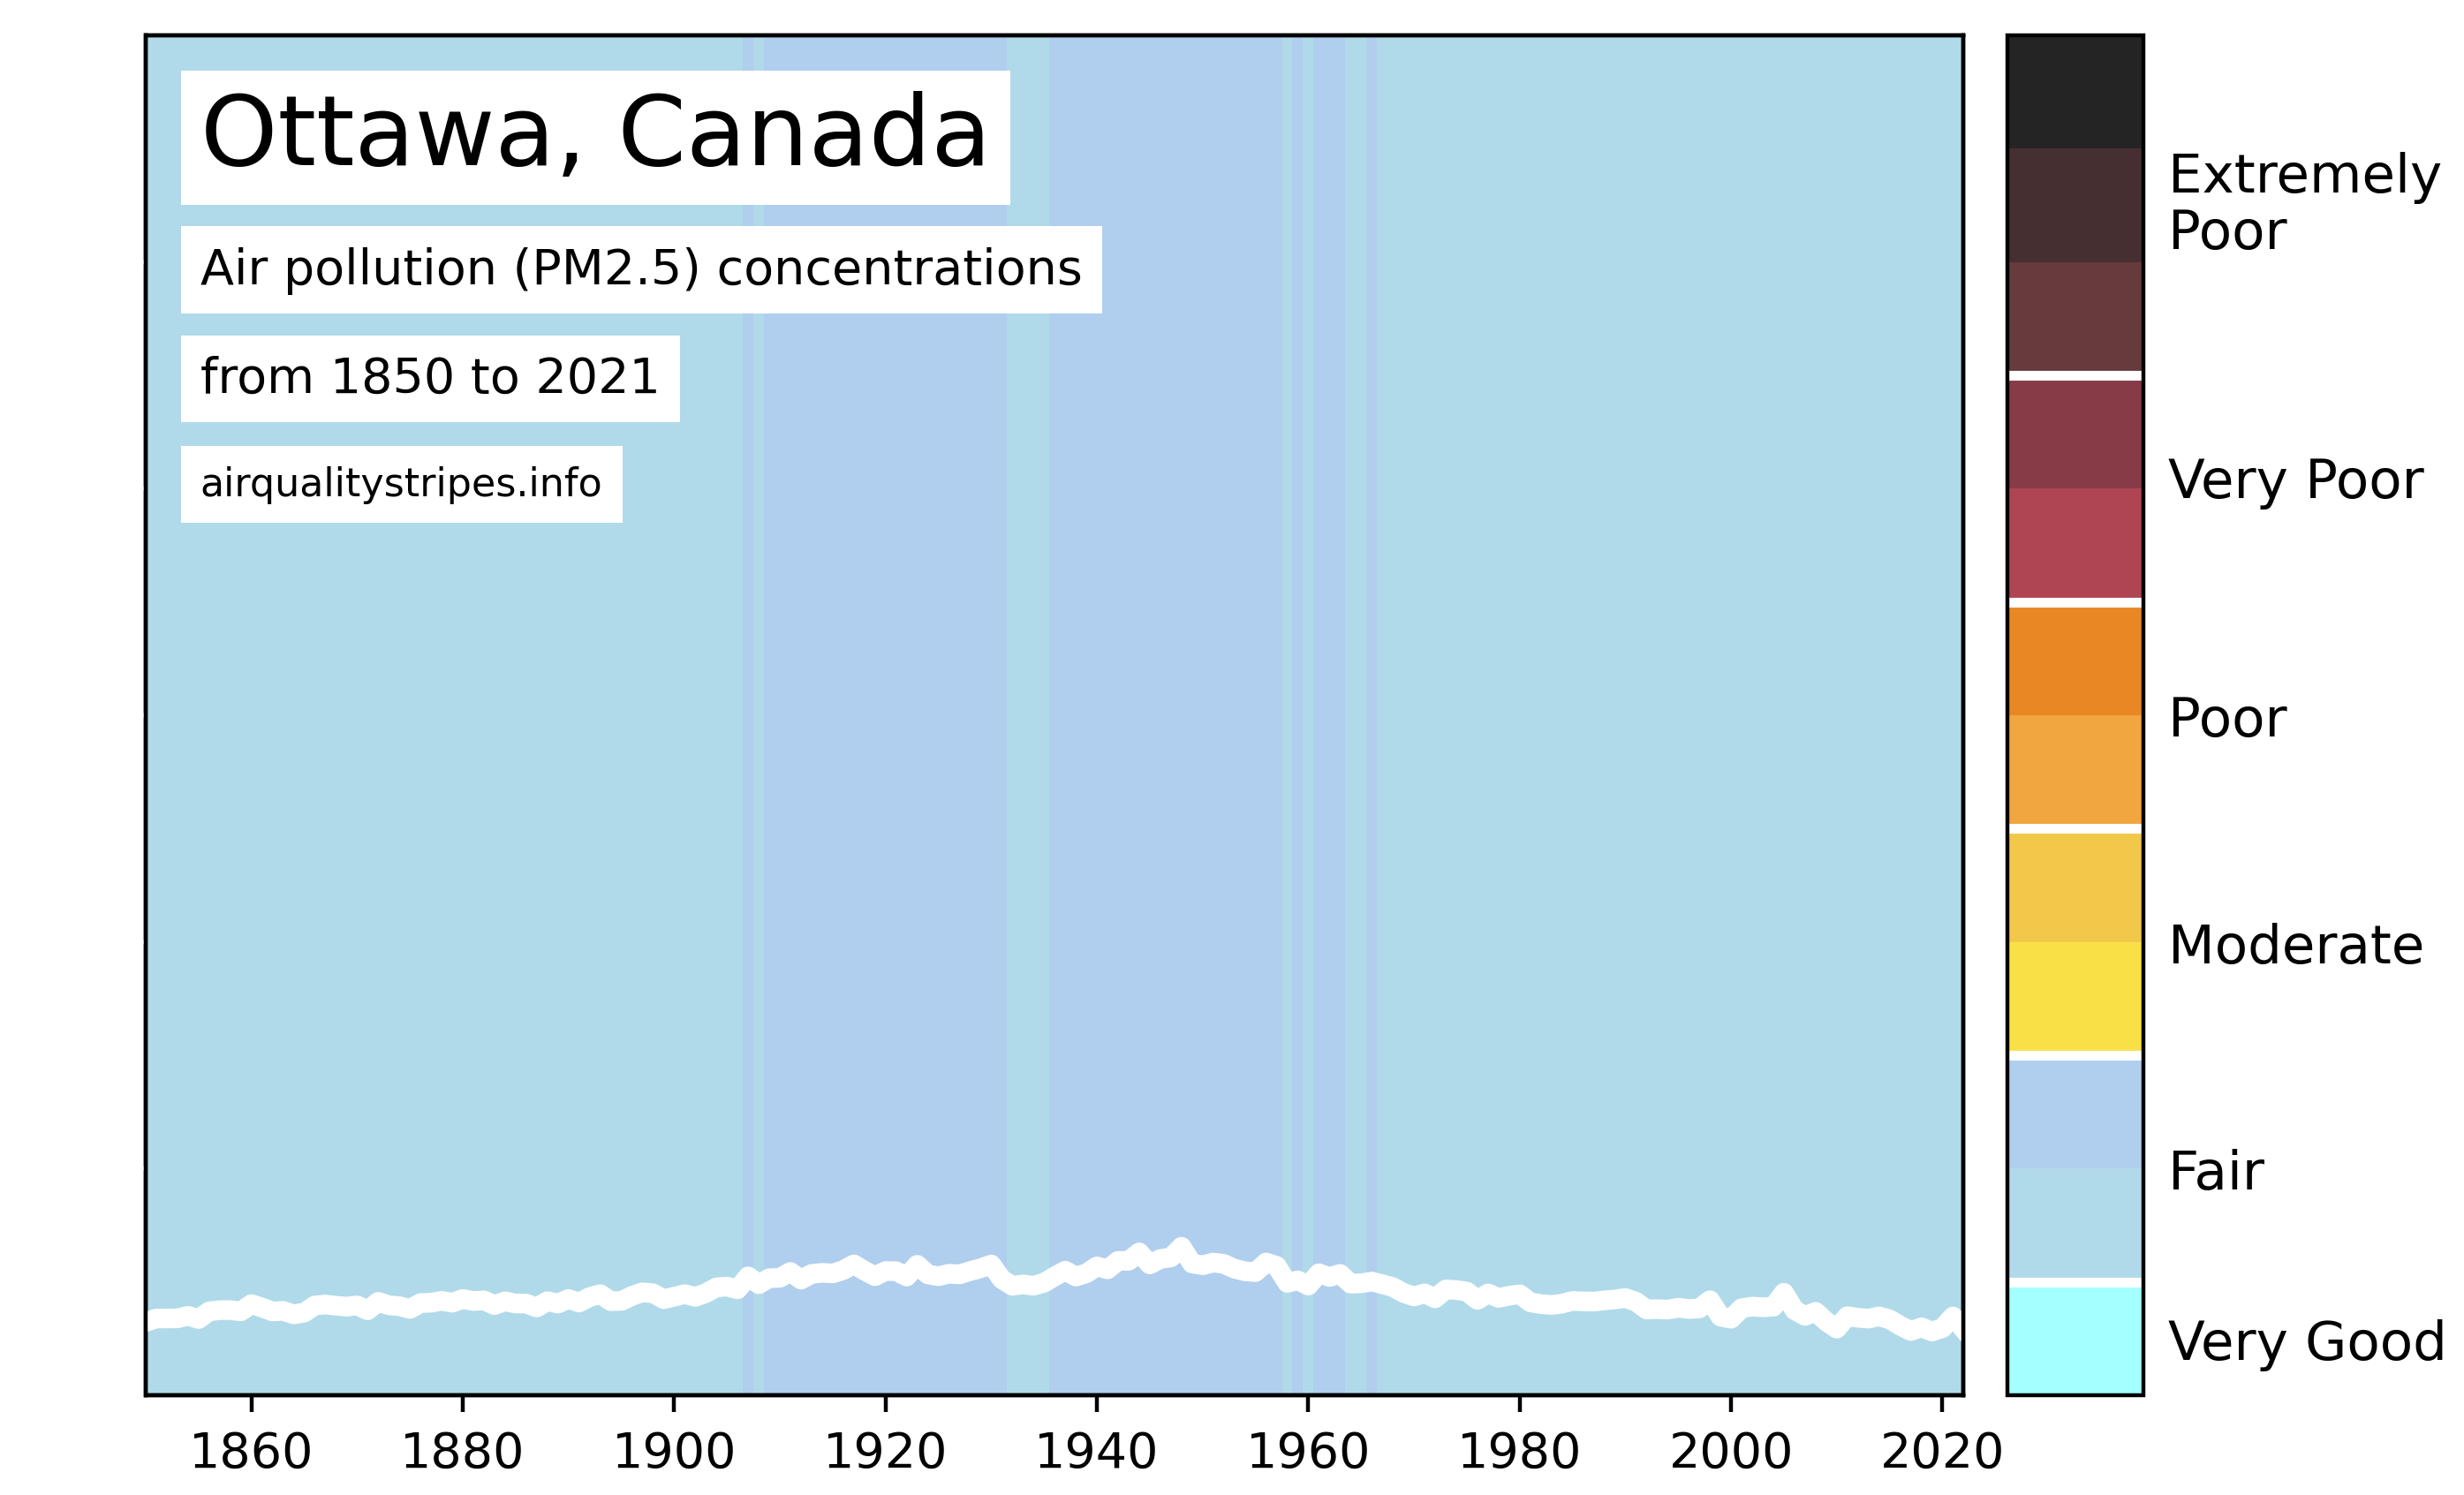 Ottawa, Canada
Air pollution (PM2.5) concentrations
from 1850 to 2021
airqualitystripes.info
Extremely
Poor
Very Poor
Poor
Moderate
Fair
Very Good
1860 1880 1900 1920 1940 1960 1980 2000 2020